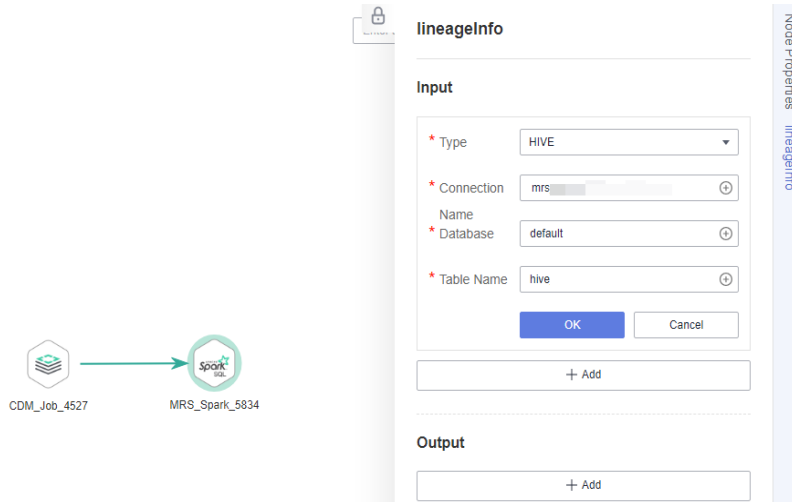 lineageInfo
Input
* Type
HIVE
* Connection Name
mrs
* Database
default
* Table Name
hive
OK
Cancel
+ Add
Output
+ Add
Spark
SQL
CDM_Job_4527
MRS_Spark_5834
Node Properties
lineageInfo